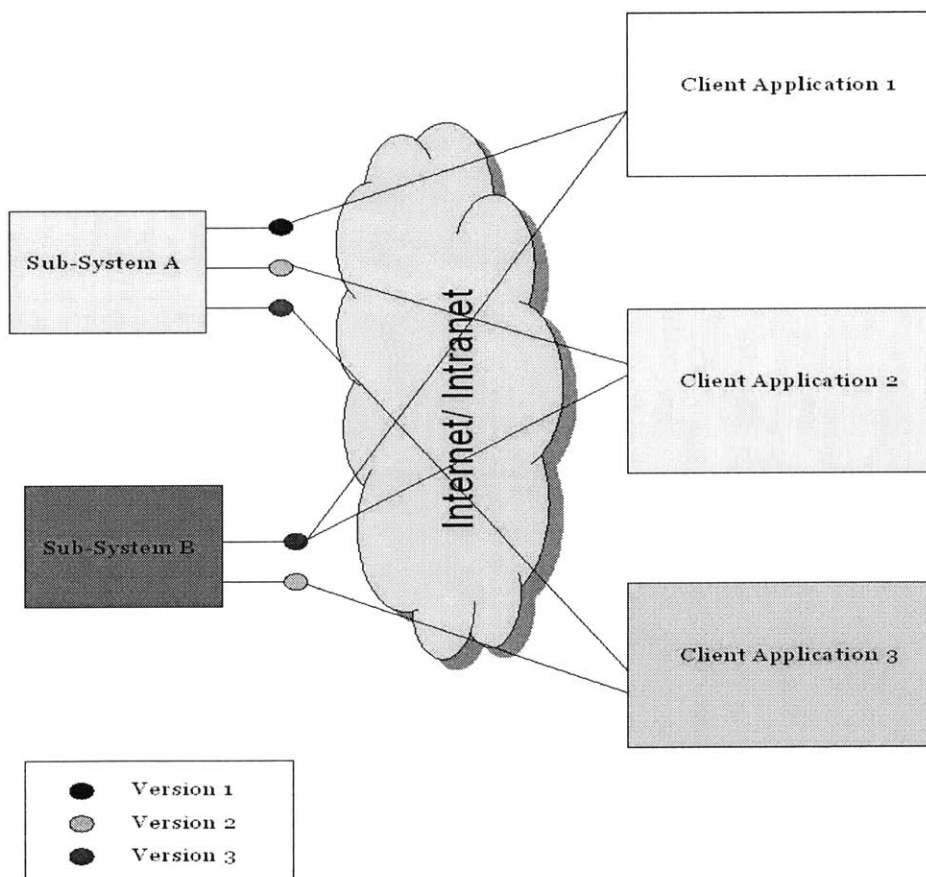 Client Application 1
Sub-System A
Internet/ Intranet
Client Application 2
Sub-System B
Client Application 3
Version 1
Version 2
Version 3